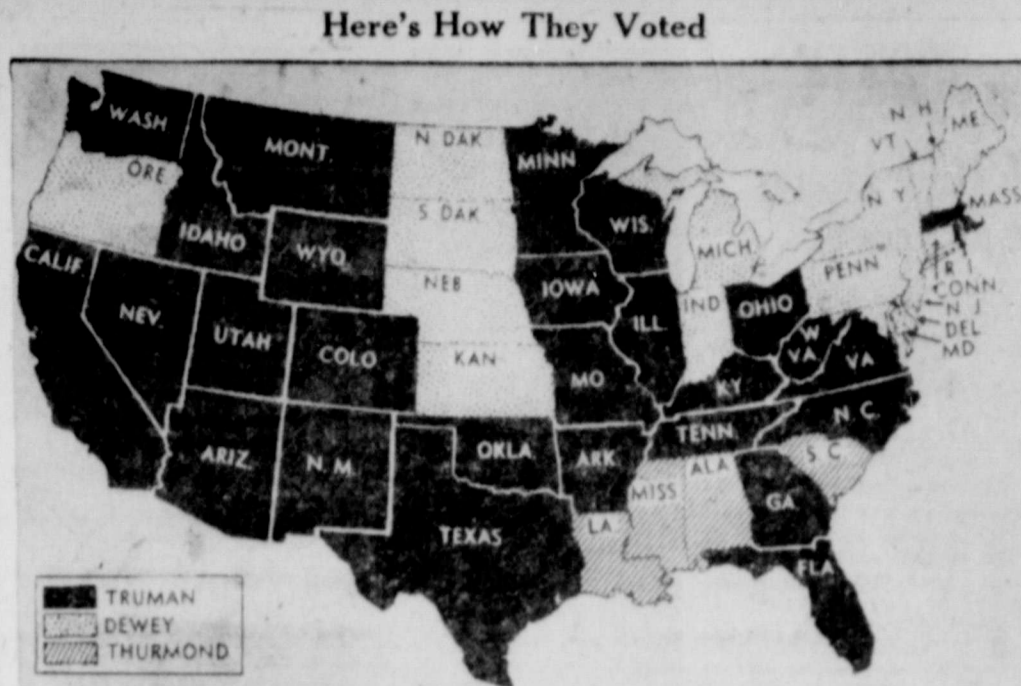 Here's How They Voted
WASH
MONT.
N DAK
MINN
N H
ME.
VT.
ORE
S DAK
WIS.
N Y
MASS
IDAHO
WYO.
MICH.
CALIF.
NEB
IOWA
PENN
R I
CONN.
NEV.
IND
OHIO
N J
UTAH
ILL.
DEL
COLO
KAN
W
VA
VA
MD
MO
KY
N. C.
TENN.
ARIZ.
N. M.
OKLA.
ARK.
S C
ALA
MISS
GA
TEXAS
LA
FLA
TRUMAN
DEWEY
THURMOND